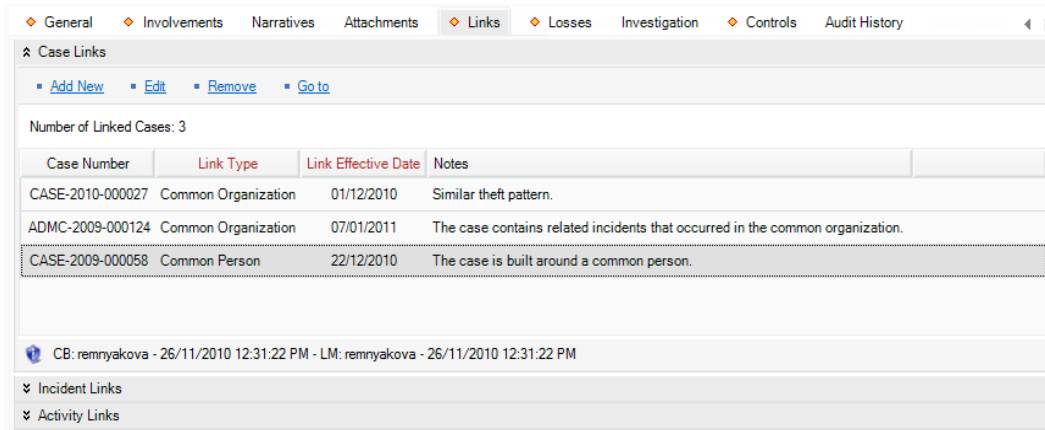 General Involvements Narratives Attachments Links Losses Investigation Controls Audit History
Case Links
Add New Edit Remove Go to
Number of Linked Cases: 3
Case Number Link Type Link Effective Date Notes
CASE-2010-000027 Common Organization 01/12/2010 Similar theft pattern.
ADMC-2009-000124 Common Organization 07/01/2011 The case contains related incidents that occurred in the common organization.
CASE-2009-000058 Common Person 22/12/2010 The case is built around a common person.
CB: remnyakova - 26/11/2010 12:31:22 PM - LM: remnyakova - 26/11/2010 12:31:22 PM
Incident Links
Activity Links